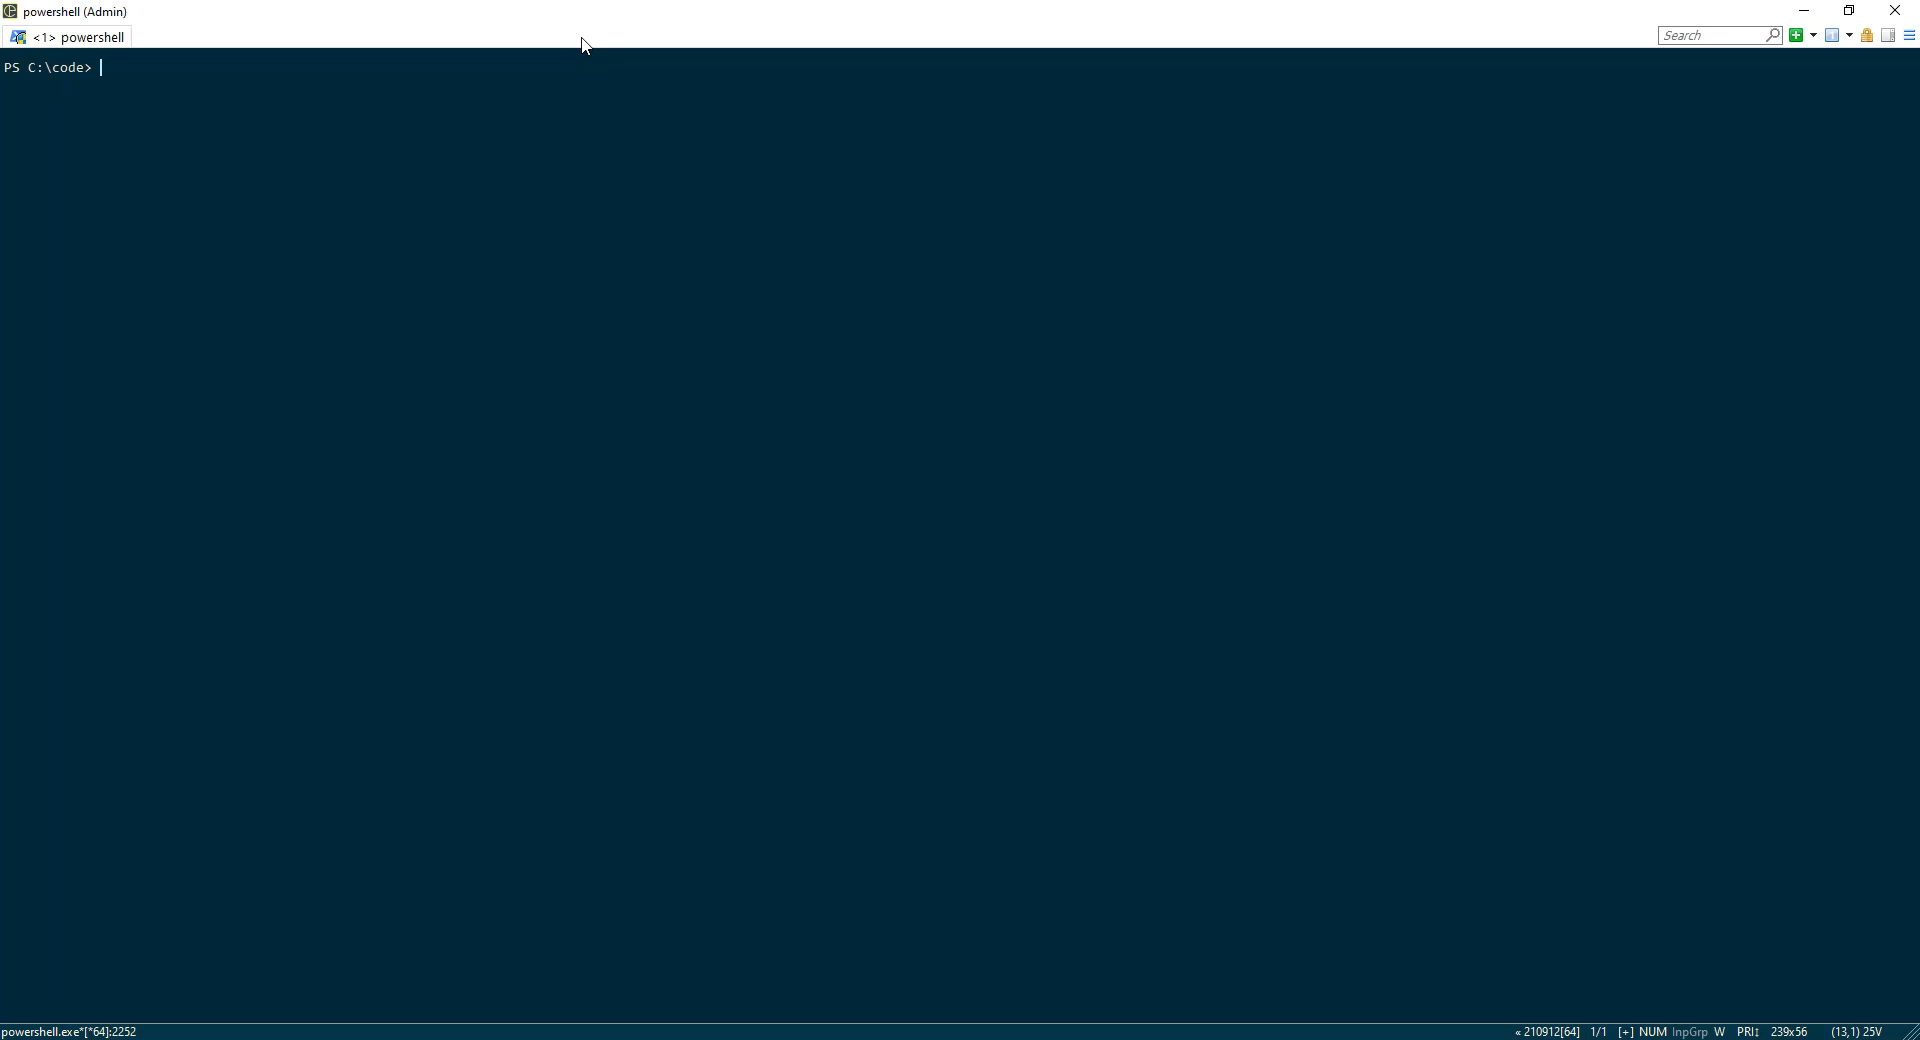 powershell (Admin)
<1> powershell
Search
PS C:\code>
powershell.exe*[*64]:2252
« 210912[64] 1/1 [+] NUM InpGrp W PRI↕ 239x56 (13,1) 25V